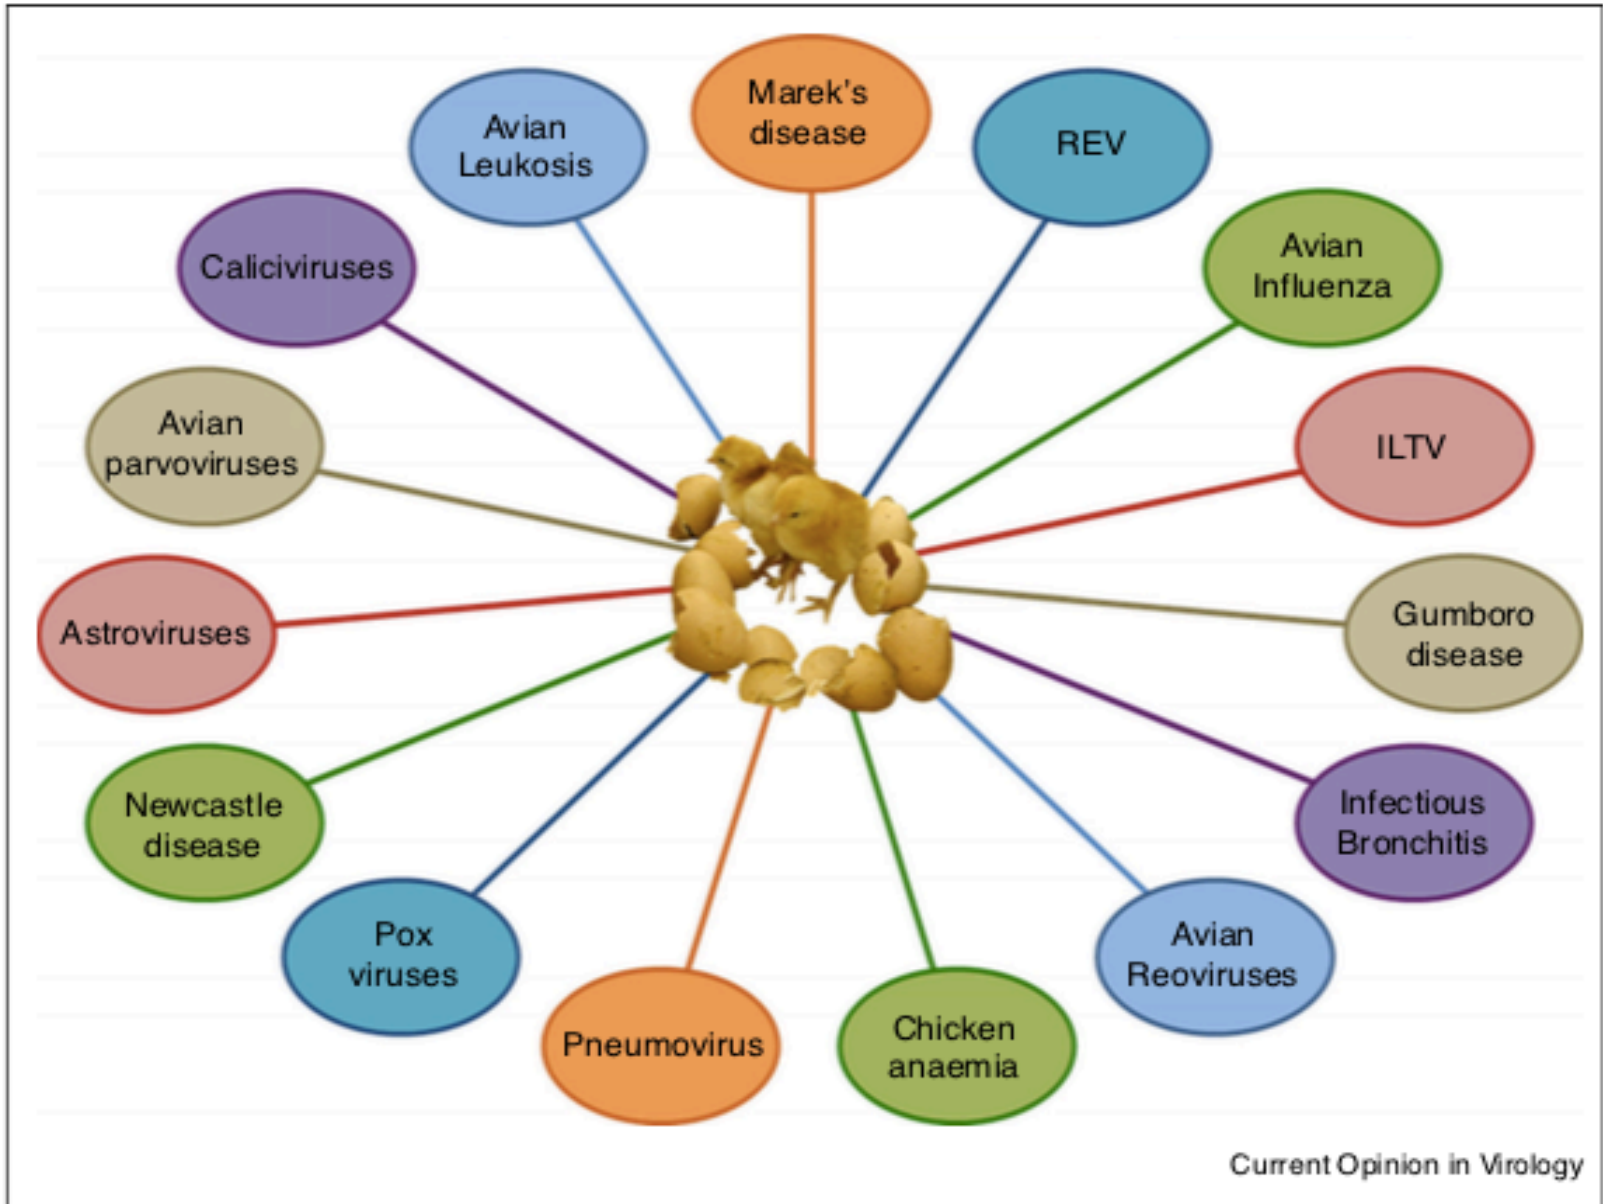 Marek's
disease
REV
Avian
Influenza
ILTV
Gumboro
disease
Infectious
Bronchitis
Avian
Reoviruses
Chicken
anaemia
Pneumovirus
Pox
viruses
Newcastle
disease
Astroviruses
Avian
parvoviruses
Caliciviruses
Avian
Leukosis
Current Opinion in Virology